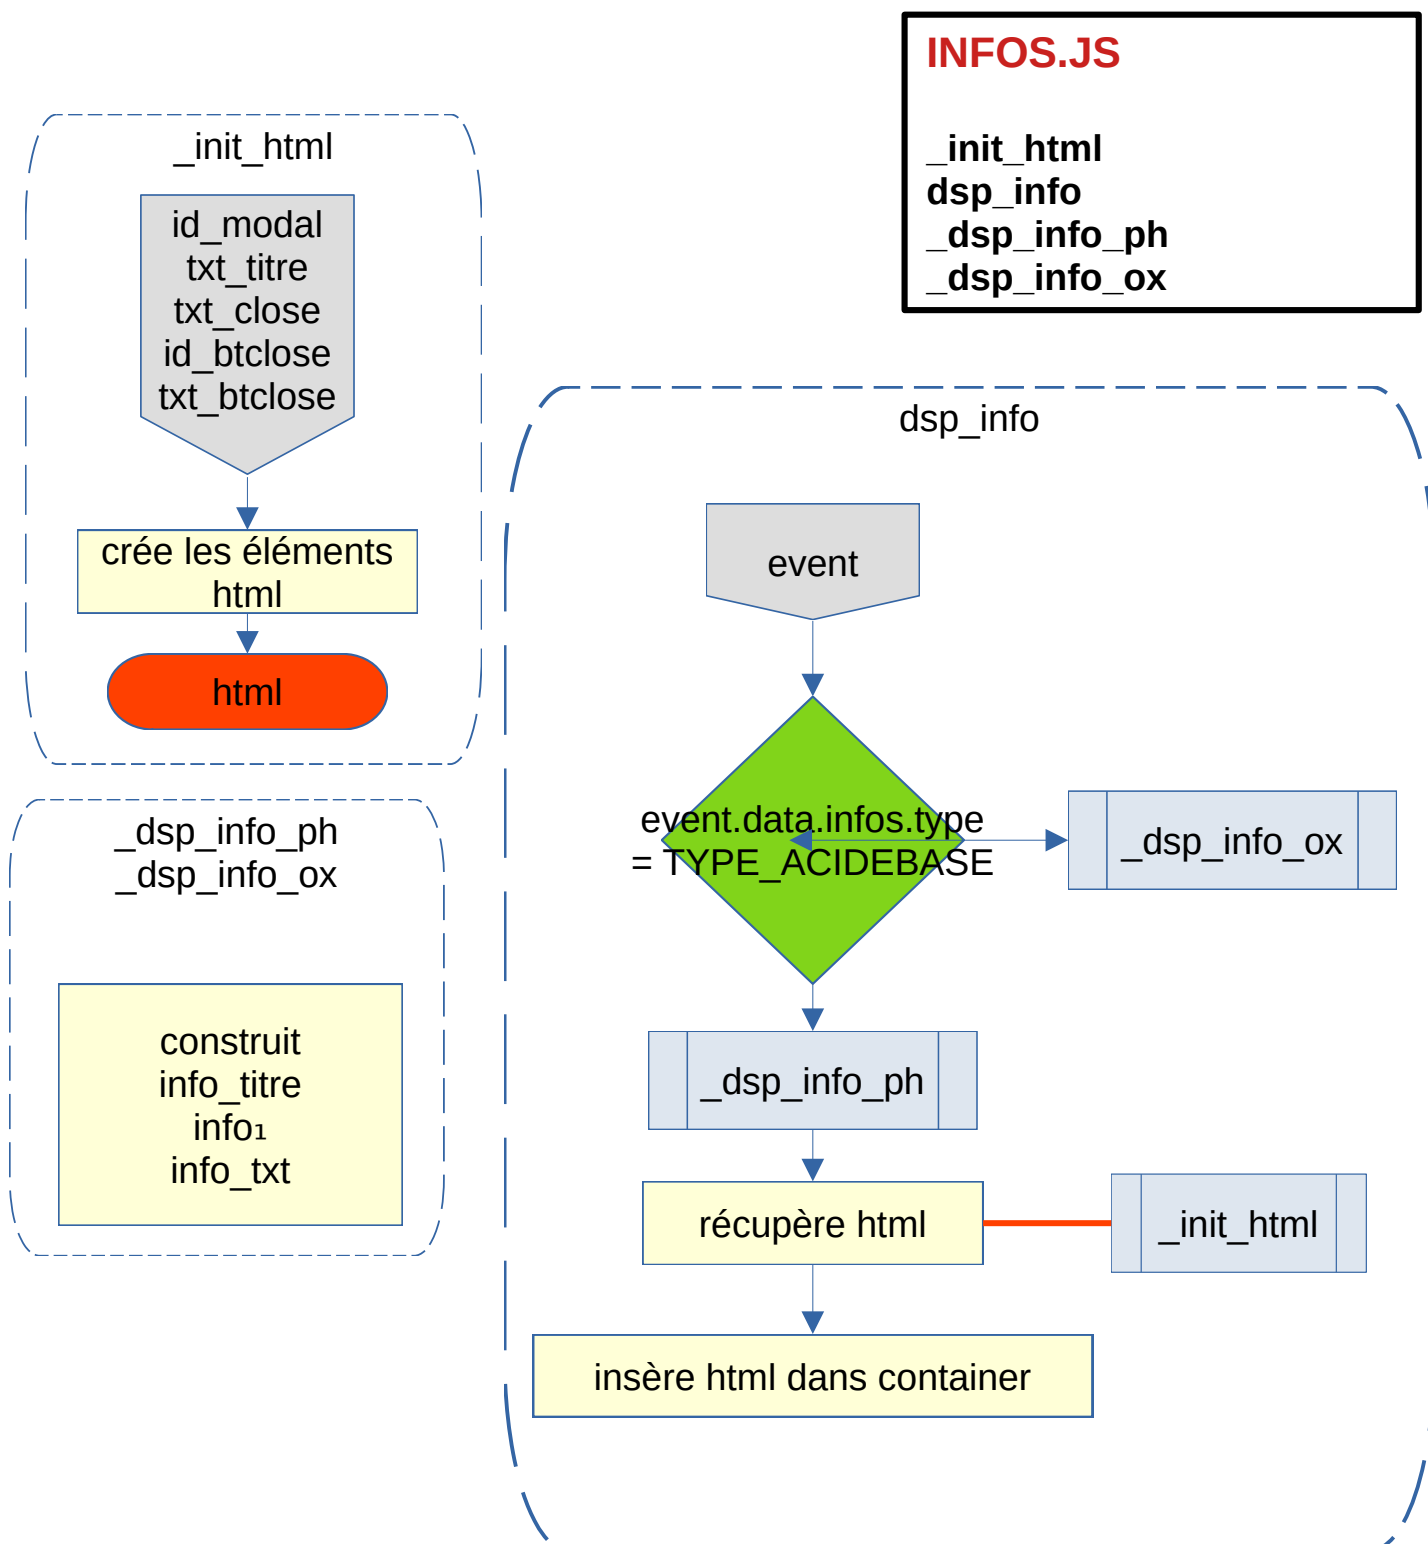 INFOS.JS
_init_html
dsp_info
_dsp_info_ph
_dsp_info_ox
_init_html
id_modal
txt_titre
txt_close
id_btclose
txt_btclose
crée les éléments
html
html
_dsp_info_ph
_dsp_info_ox
construit
info_titre
info₁
info_txt
dsp_info
event
event.data.infos.type
= TYPE_ACIDEBASE
_dsp_info_ox
_dsp_info_ph
récupère html
_init_html
insère html dans container